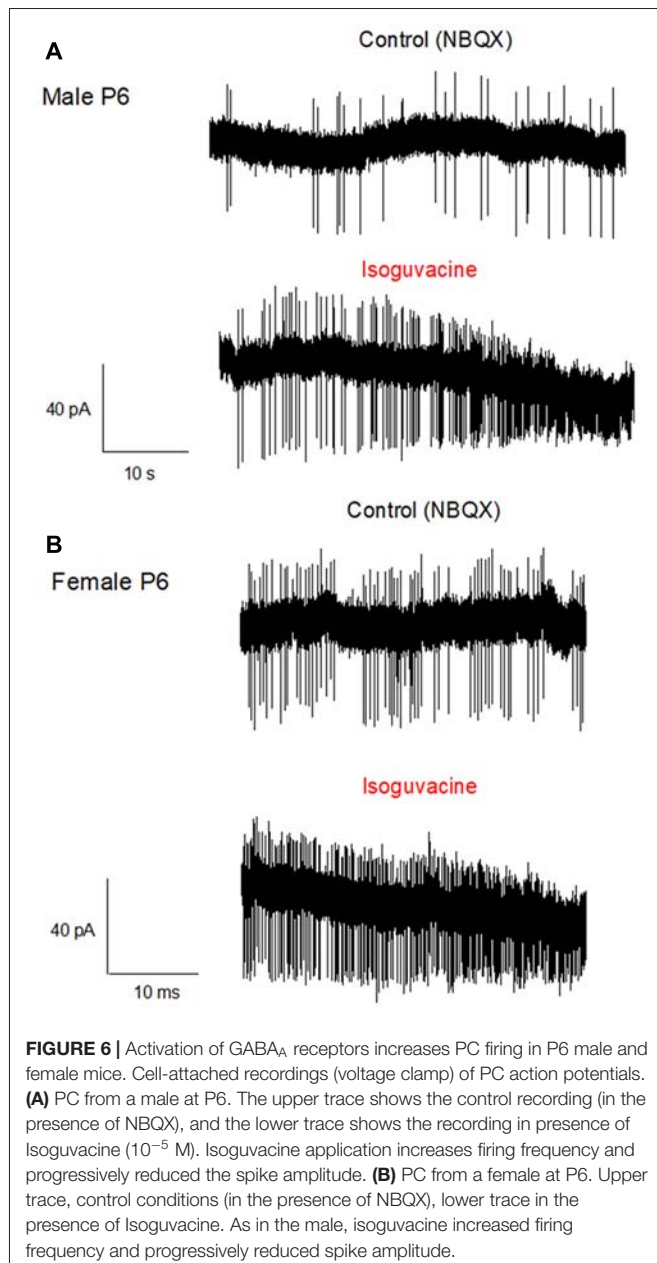 A
Control (NBQX)
Male P6
Isoguvacine
40 pA
10 s
Control (NBQX)
B
Female P6
Isoguvacine
40 pA
10 ms
FIGURE 6 | Activation of GABA_A receptors increases PC firing in P6 male and
female mice. Cell-attached recordings (voltage clamp) of PC action potentials.
(A) PC from a male at P6. The upper trace shows the control recording (in the
presence of NBQX), and the lower trace shows the recording in presence of
Isoguvacine (10⁻⁵ M). Isoguvacine application increases firing frequency and
progressively reduced the spike amplitude. (B) PC from a female at P6. Upper
trace, control conditions (in the presence of NBQX), lower trace in the
presence of Isoguvacine. As in the male, isoguvacine increased firing
frequency and progressively reduced spike amplitude.